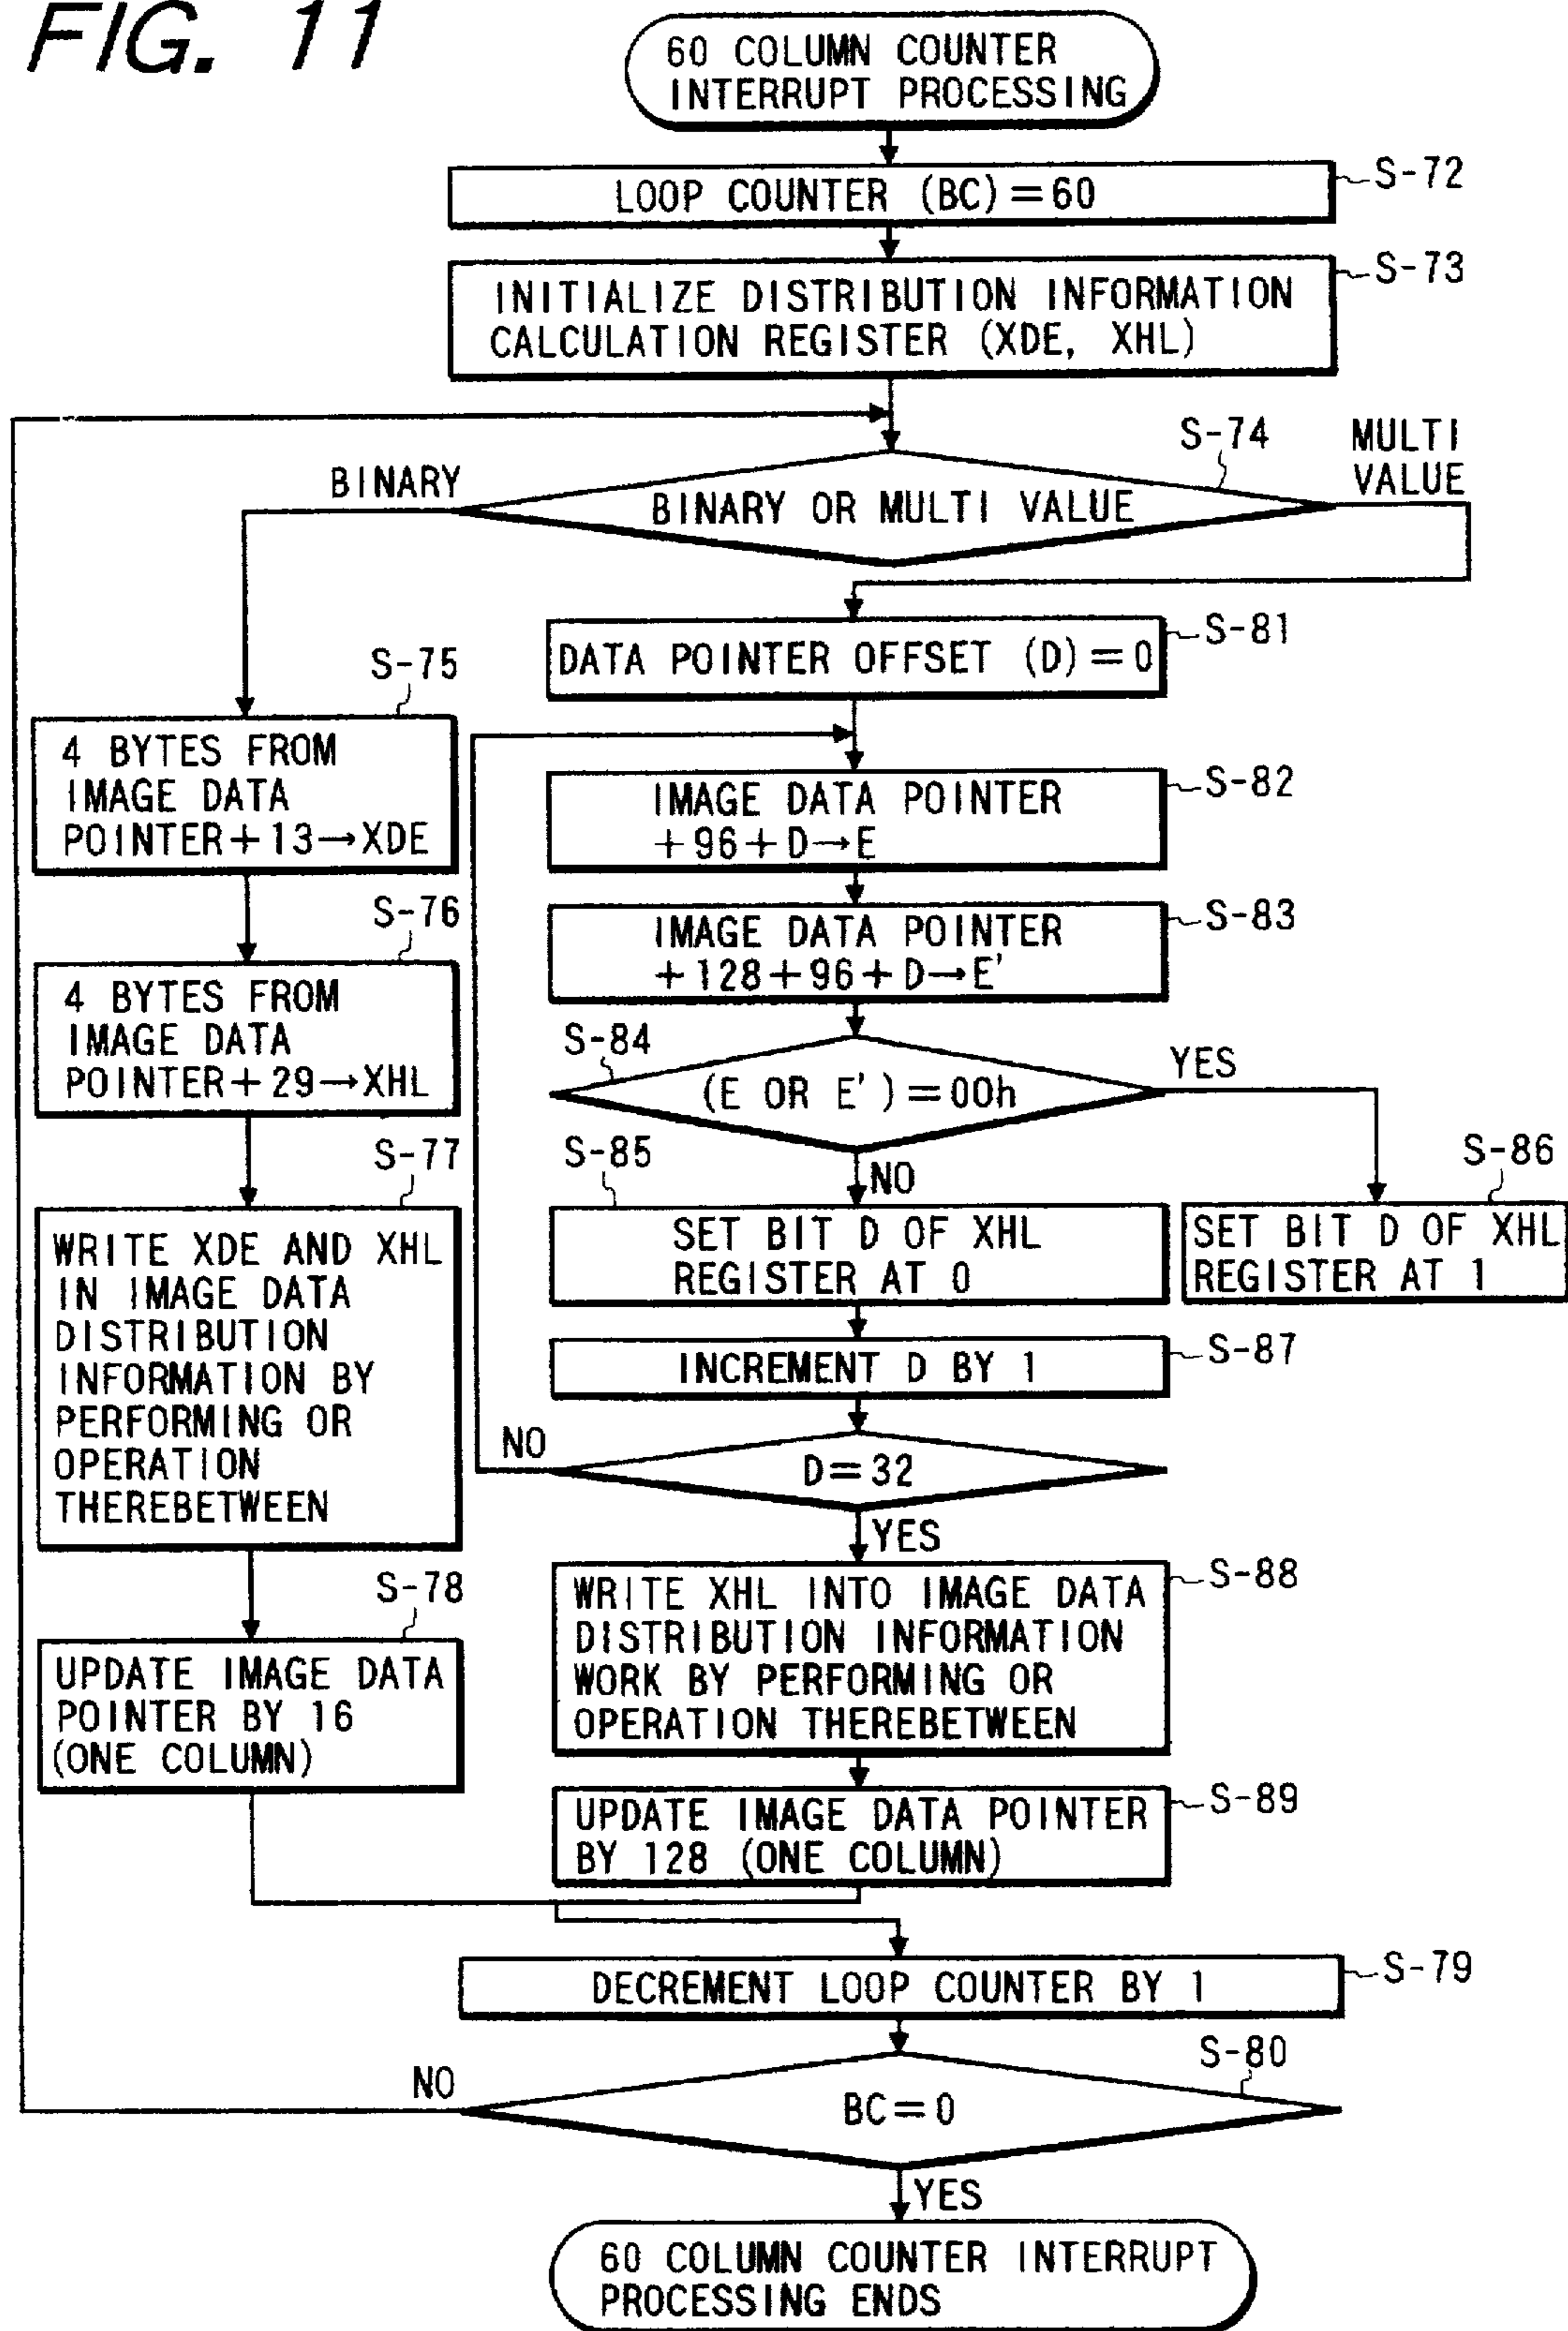 FIG. 11
60 COLUMN COUNTER
INTERRUPT PROCESSING
LOOP COUNTER (BC)=60
S-72
INITIALIZE DISTRIBUTION INFORMATION
CALCULATION REGISTER (XDE, XHL)
S-73
S-74
BINARY OR MULTI VALUE
BINARY
MULTI
VALUE
S-75
4 BYTES FROM
IMAGE DATA
POINTER+13→XDE
S-76
4 BYTES FROM
IMAGE DATA
POINTER+29→XHL
S-77
WRITE XDE AND XHL
IN IMAGE DATA
DISTRIBUTION
INFORMATION BY
PERFORMING OR
OPERATION
THEREBETWEEN
S-78
UPDATE IMAGE DATA
POINTER BY 16
(ONE COLUMN)
DATA POINTER OFFSET (D)=0
S-81
IMAGE DATA POINTER
+96+D→E
S-82
IMAGE DATA POINTER
+128+96+D→E'
S-83
S-84
(E OR E')=00h
YES
NO
S-85
SET BIT D OF XHL
REGISTER AT 0
S-86
SET BIT D OF XHL
REGISTER AT 1
INCREMENT D BY 1
S-87
NO
D=32
YES
WRITE XHL INTO IMAGE DATA
DISTRIBUTION INFORMATION
WORK BY PERFORMING OR
OPERATION THEREBETWEEN
S-88
UPDATE IMAGE DATA POINTER
BY 128 (ONE COLUMN)
S-89
DECREMENT LOOP COUNTER BY 1
S-79
S-80
NO
BC=0
YES
60 COLUMN COUNTER INTERRUPT
PROCESSING ENDS